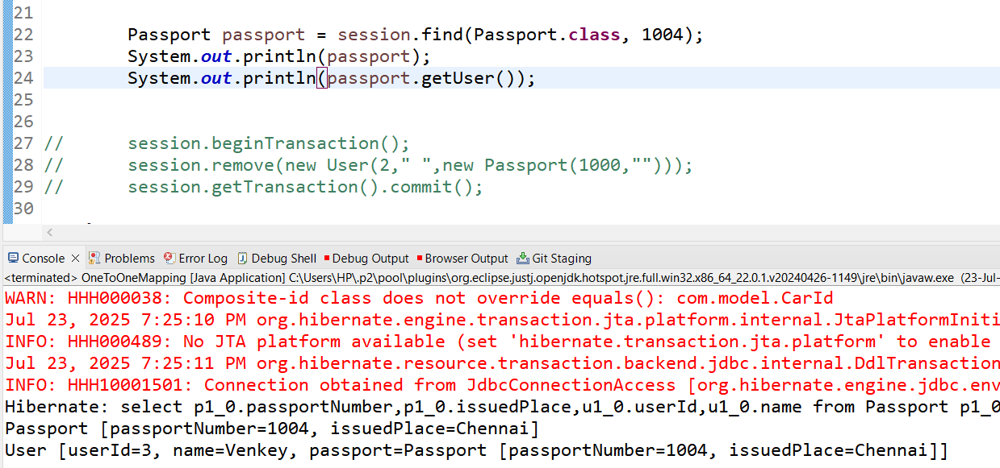 21
22 Passport passport = session.find(Passport.class, 1004);
23 System.out.println(passport);
24 System.out.println(passport.getUser());
25
26
27 // session.beginTransaction();
28 // session.remove(new User(2," ",new Passport(1000,"")));
29 // session.getTransaction().commit();
30
Console Problems Error Log Debug Shell Debug Output Browser Output Git Staging
<terminated> OneToOneMapping [Java Application] C:\Users\HP\.p2\pool\plugins\org.eclipse.justj.openjdk.hotspot.jre.full.win32.x86_64_22.0.1.v20240426-1149\jre\bin\javaw.exe (23-Jul-
WARN: HHH000038: Composite-id class does not override equals(): com.model.CarId
Jul 23, 2025 7:25:10 PM org.hibernate.engine.transaction.jta.platform.internal.JtaPlatformIniti
INFO: HHH000489: No JTA platform available (set 'hibernate.transaction.jta.platform' to enable
Jul 23, 2025 7:25:11 PM org.hibernate.resource.transaction.backend.jdbc.internal.DdlTransaction
INFO: HHH10001501: Connection obtained from JdbcConnectionAccess [org.hibernate.engine.jdbc.env
Hibernate: select p1_0.passportNumber,p1_0.issuedPlace,u1_0.userId,u1_0.name from Passport p1_0
Passport [passportNumber=1004, issuedPlace=Chennai]
User [userId=3, name=Venkey, passport=Passport [passportNumber=1004, issuedPlace=Chennai]]